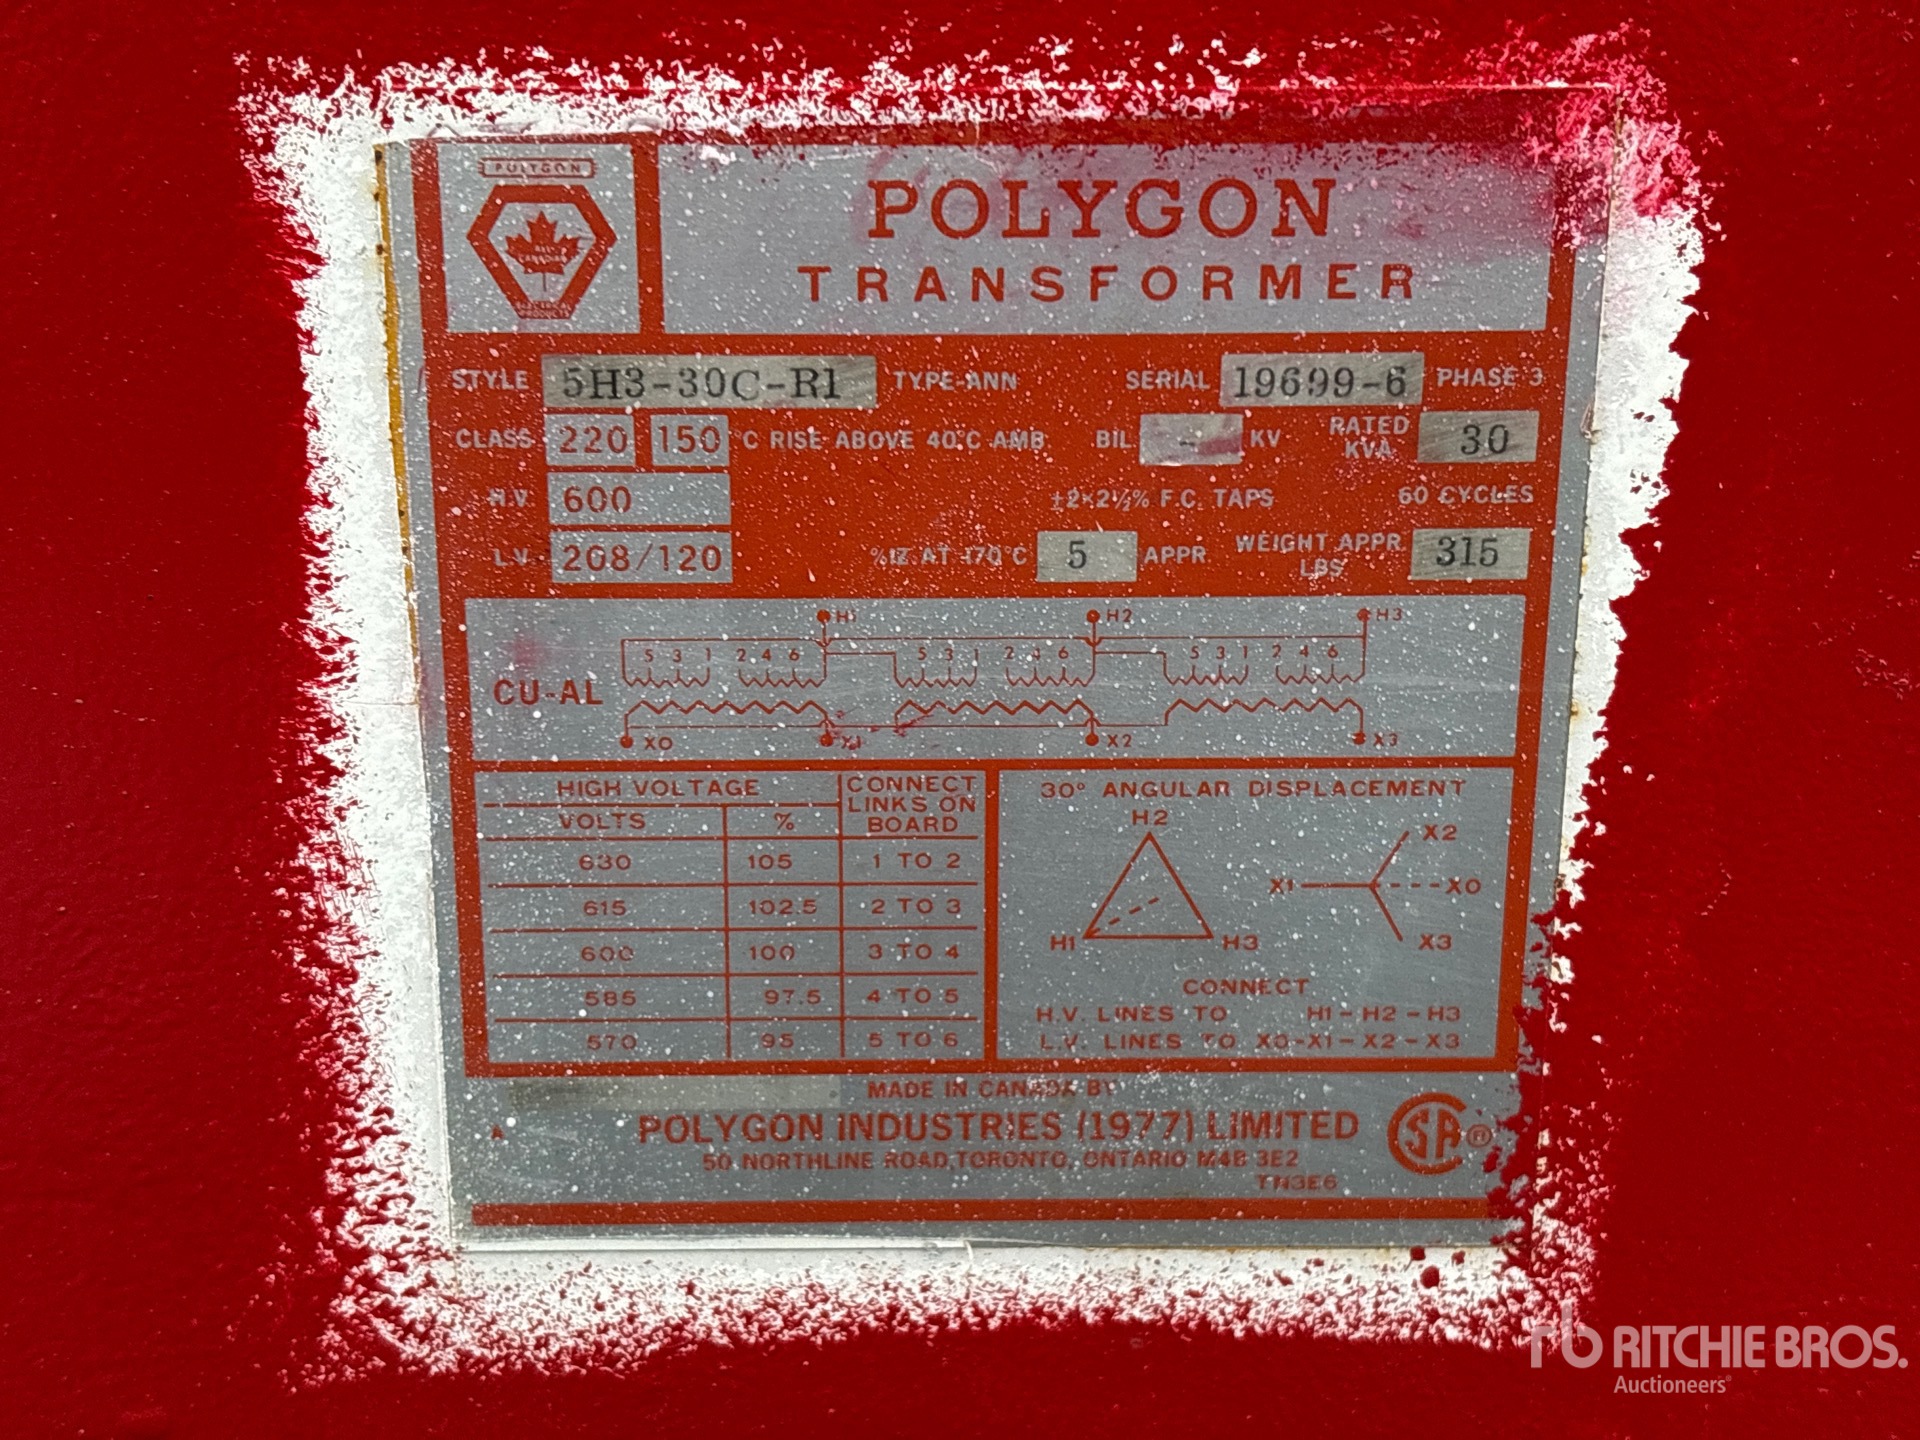 POLYGON
POLYGON
TRANSFORMER
STYLE 5H3-30C-R1 TYPE-ANN SERIAL 19699-6 PHASE 3
CLASS 220 150 °C RISE ABOVE 40°C AMB BIL - KV RATED KVA 30
H.V. 600 ±2×2½% F.C. TAPS 60 CYCLES
L.V. 208/120 %IZ. AT 170°C 5 APPR WEIGHT APPR. LBS 315
H1 H2 H3
5 3 1 2 4 6 5 3 1 2 4 6 5 3 1 2 4 6
CU-AL
X0 X1 X2 X3
HIGH VOLTAGE CONNECT LINKS ON BOARD
VOLTS %
630 105 1 TO 2
615 102.5 2 TO 3
600 100 3 TO 4
585 97.5 4 TO 5
570 95 5 TO 6
30° ANGULAR DISPLACEMENT
H2 X2
X1 X0
H1 H3 X3
CONNECT
H.V. LINES TO H1-H2-H3
L.V. LINES TO X0-X1-X2-X3
MADE IN CANADA BY
A POLYGON INDUSTRIES (1977) LIMITED
50 NORTHLINE ROAD, TORONTO, ONTARIO M4B 3E2
TN3E6
rb RITCHIE BROS.
Auctioneers®